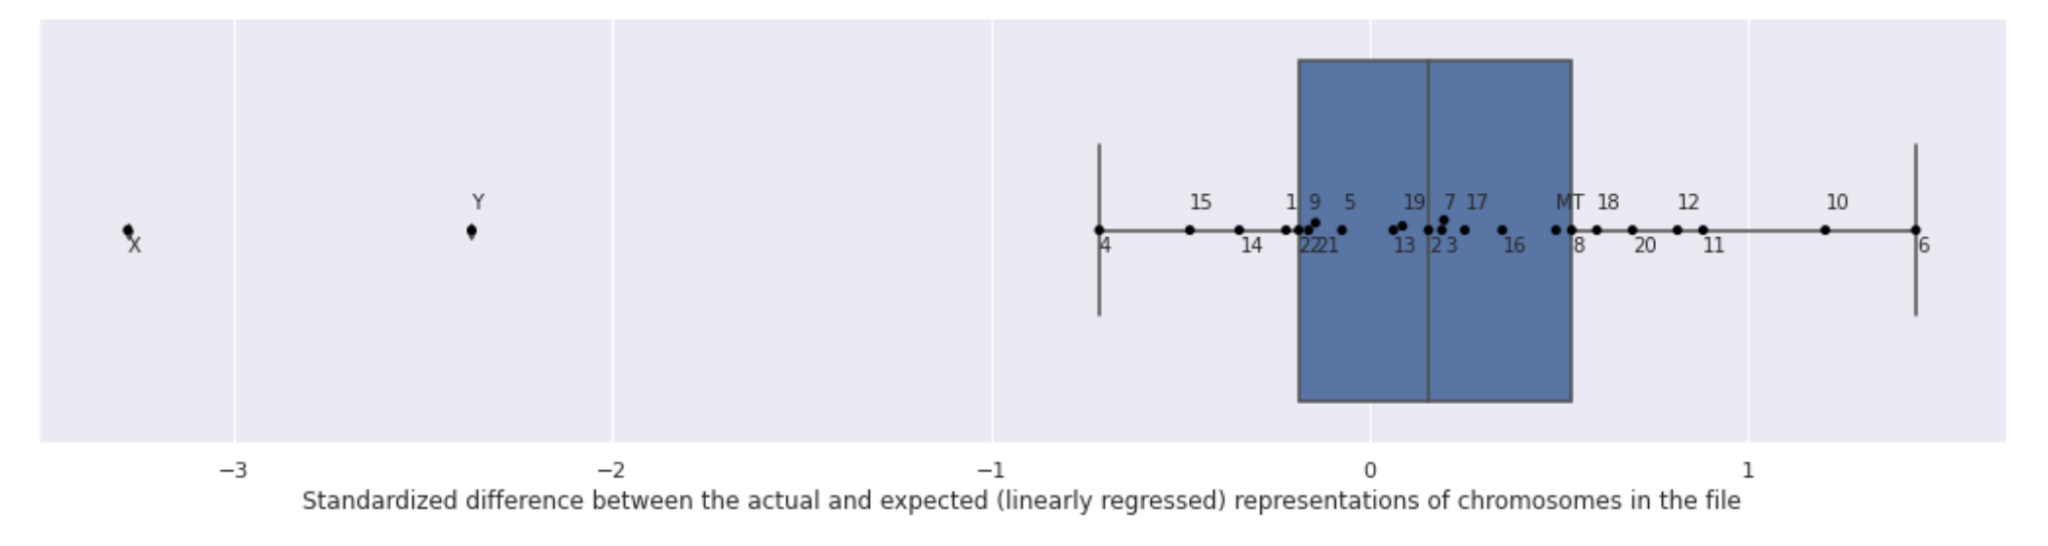 Y 15 1 9 5 19 7 17 MT 18 12 10
X 4 14 22 21 13 2 3 16 8 20 11 6
−3 −2 −1 0 1
Standardized difference between the actual and expected (linearly regressed) representations of chromosomes in the file